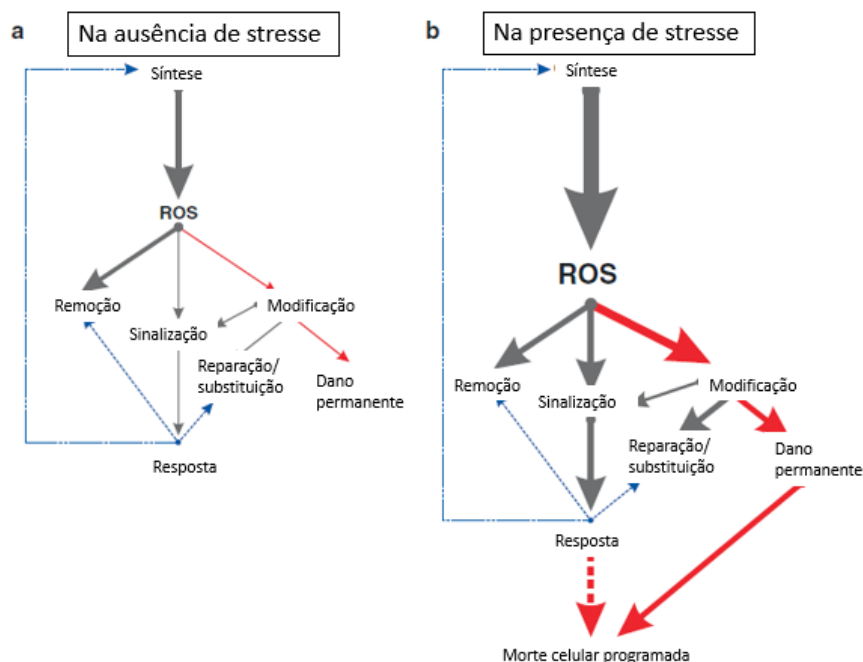 a
Na ausência de stresse
Síntese
ROS
Remoção
Sinalização
Modificação
Reparação/
substituição
Dano
permanente
Resposta
b
Na presença de stresse
Síntese
ROS
Remoção
Sinalização
Modificação
Reparação/
substituição
Dano
permanente
Resposta
Morte celular programada